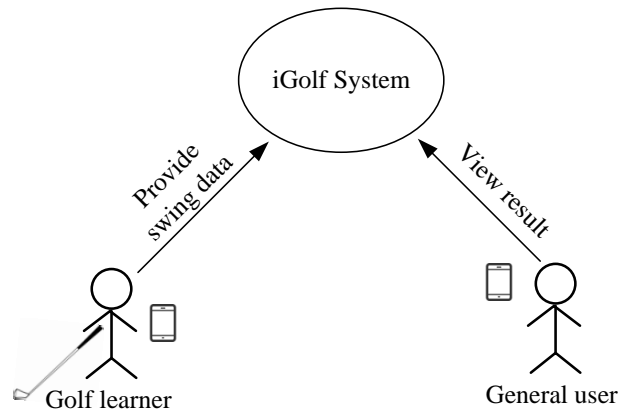 iGolf System
Provide
swing data
View result
Golf learner
General user